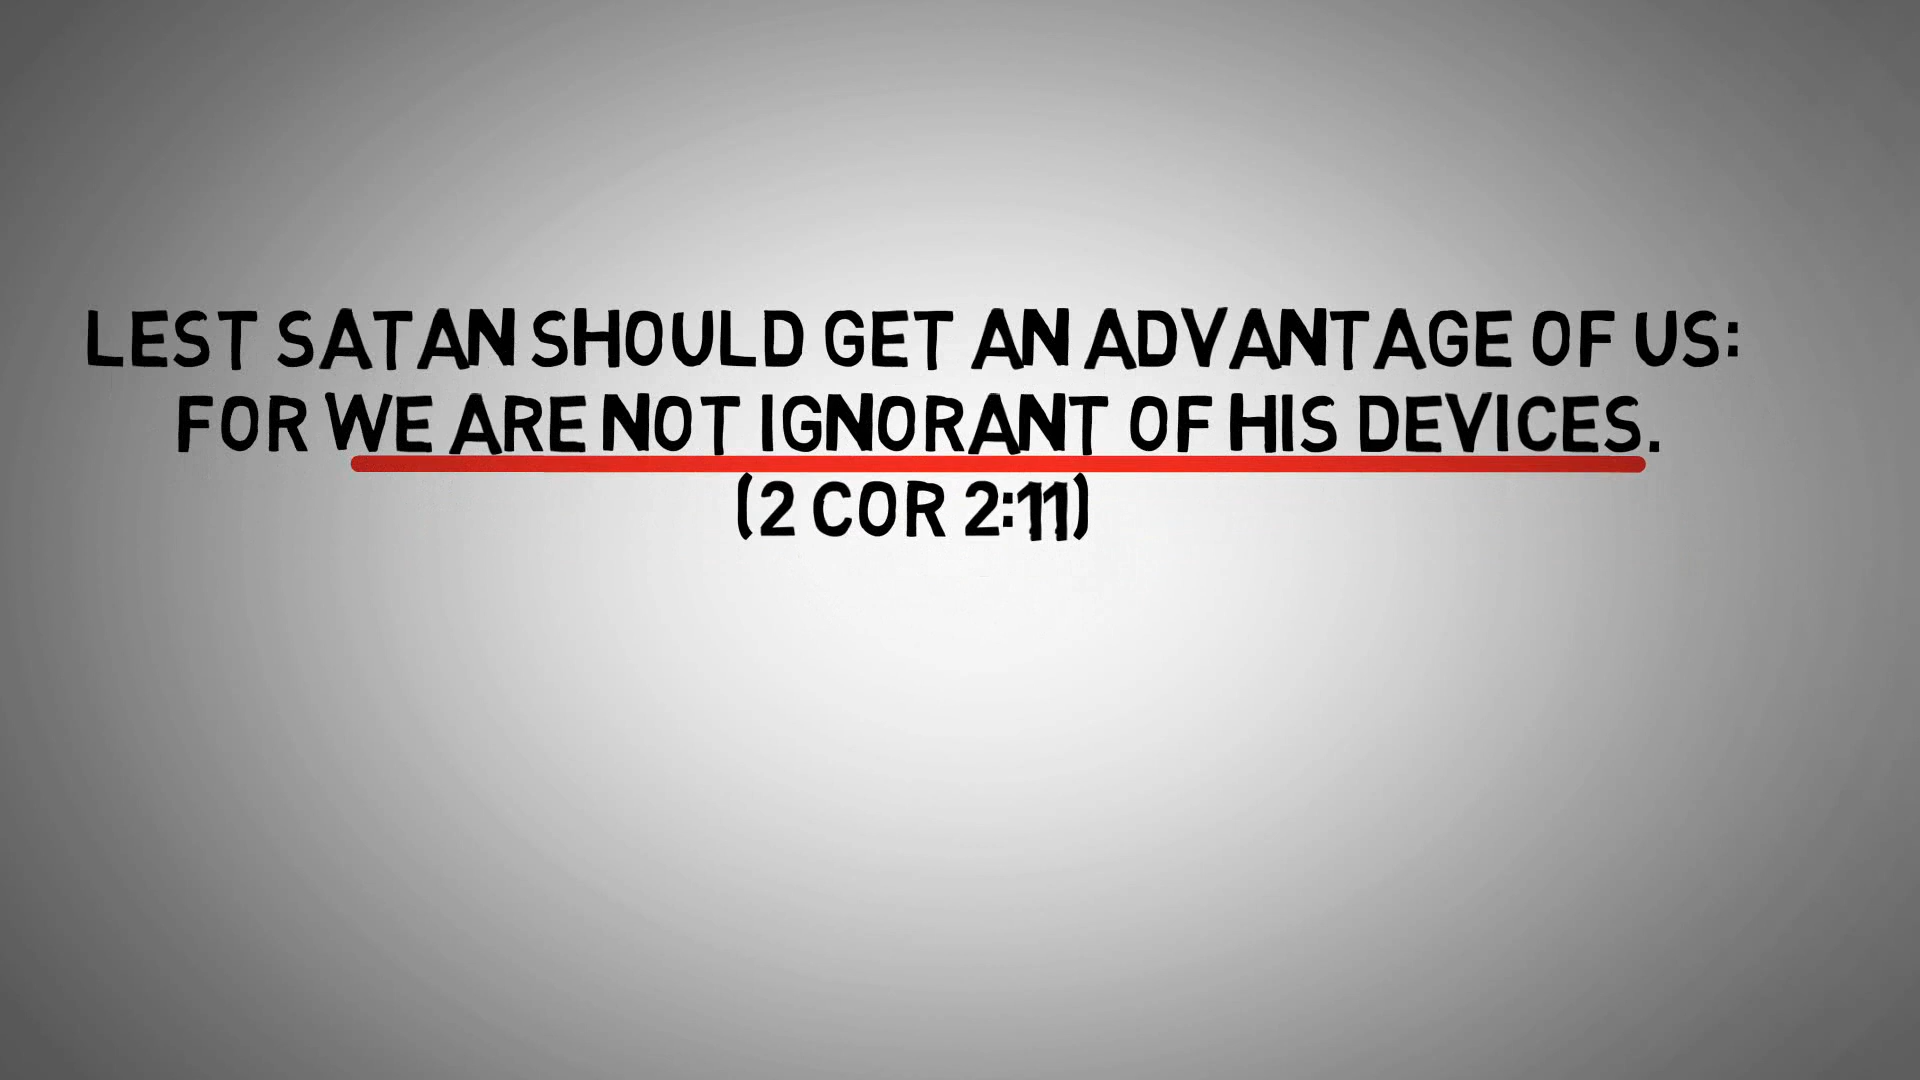 LEST SATAN SHOULD GET AN ADVANTAGE OF US:
FOR WE ARE NOT IGNORANT OF HIS DEVICES.
(2 COR 2:11)